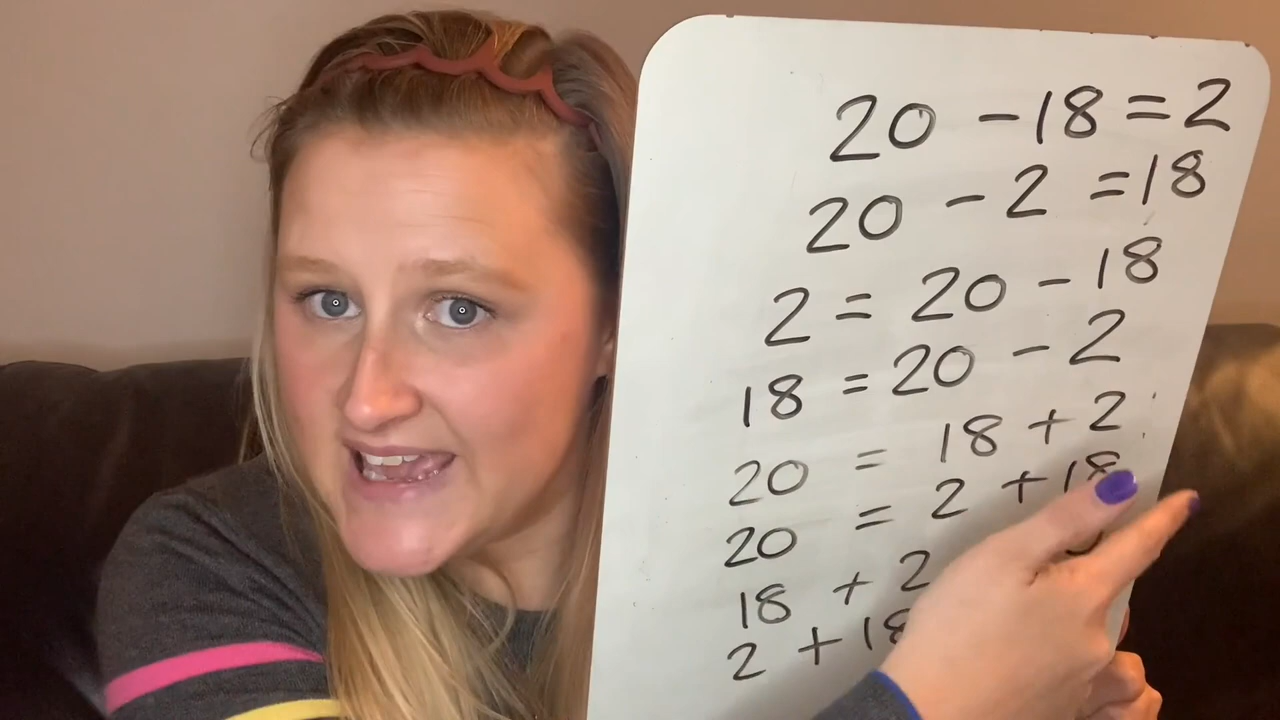 20 - 18 = 2
20 - 2 = 18
2 = 20 - 18
18 = 20 - 2
20 = 18 + 2
20 = 2 + 18
18 + 2
2 + 18